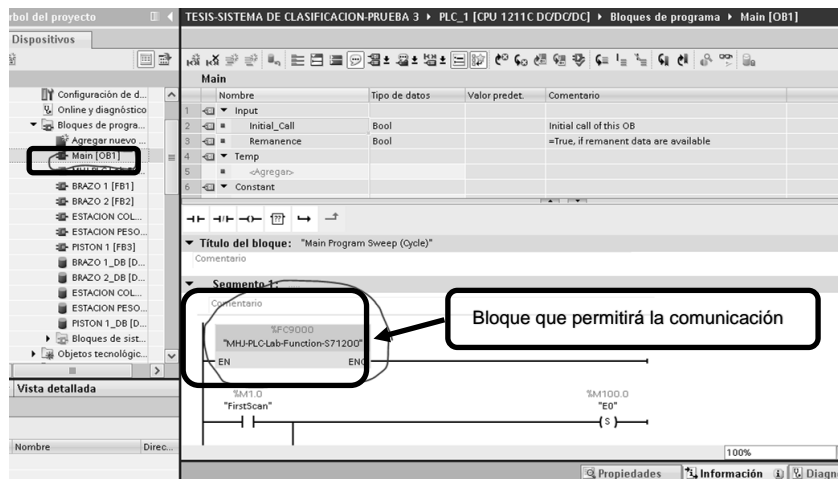 rbol del proyecto
TESIS-SISTEMA DE CLASIFICACION-PRUEBA 3 ▸ PLC_1 [CPU 1211C DC/DC/DC] ▸ Bloques de programa ▸ Main [OB1]
Dispositivos
Configuración de d...
Online y diagnóstico
Bloques de progra...
Agregar nuevo ...
Main [OB1]
BRAZO 1 [FB1]
BRAZO 2 [FB2]
ESTACION COL...
ESTACION PESO...
PISTON 1 [FB3]
BRAZO 1_DB [D...
BRAZO 2_DB [D...
ESTACION COL...
ESTACION PESO...
PISTON 1_DB [D...
Bloques de sist...
Objetos tecnológic...
Vista detallada
Nombre Direc...
Main
Nombre Tipo de datos Valor predet. Comentario
1 Input
2 Initial_Call Bool Initial call of this OB
3 Remanence Bool =True, if remanent data are available
4 Temp
5 <Agregar>
6 Constant
Título del bloque: "Main Program Sweep (Cycle)"
Comentario
Segmento 1:
Comentario
%FC9000
"MHJ-PLC-Lab-Function-S71200"
EN ENO
Bloque que permitirá la comunicación
%M1.0 %M100.0
"FirstScan" "E0"
S
100%
Propiedades Información Diagn